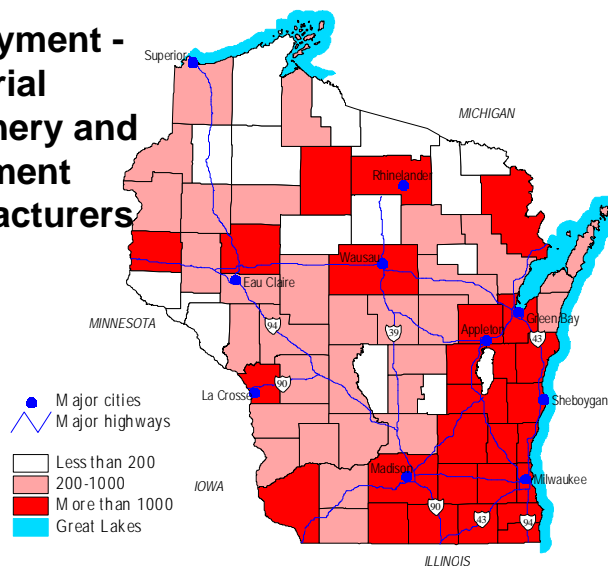 yment -
rial
nery and
ment
acturers
Superior
MICHIGAN
Rhinelander
Wausau
Eau Claire
MINNESOTA
94
39
Appleton
Green Bay
43
La Crosse
90
Sheboygan
Major cities
Major highways
Less than 200
200-1000
More than 1000
Great Lakes
IOWA
Madison
Milwaukee
90
43
94
ILLINOIS